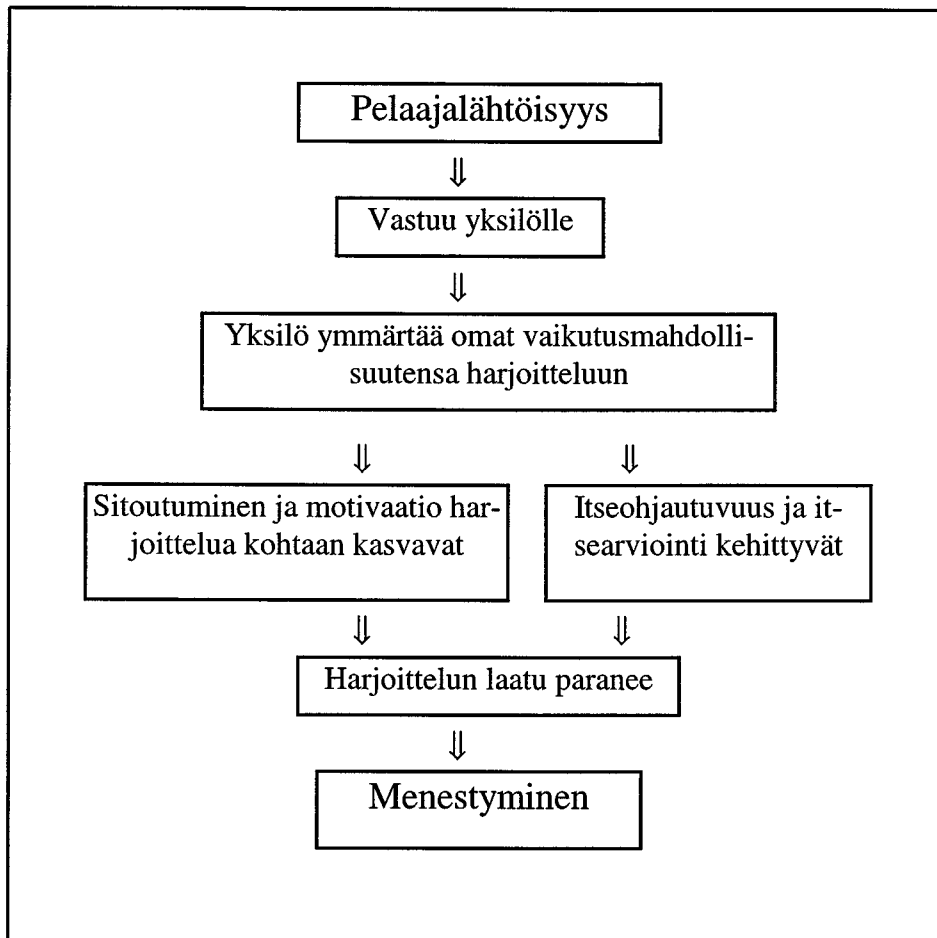 Pelaajalähtöisyys
⇓
Vastuu yksilölle
⇓
Yksilö ymmärtää omat vaikutusmahdolli-
suutensa harjoitteluun
⇓ ⇓
Sitoutuminen ja motivaatio har-
joittelua kohtaan kasvavat
Itseohjautuvuus ja it-
searviointi kehittyvät
⇓ ⇓
Harjoittelun laatu paranee
⇓
Menestyminen